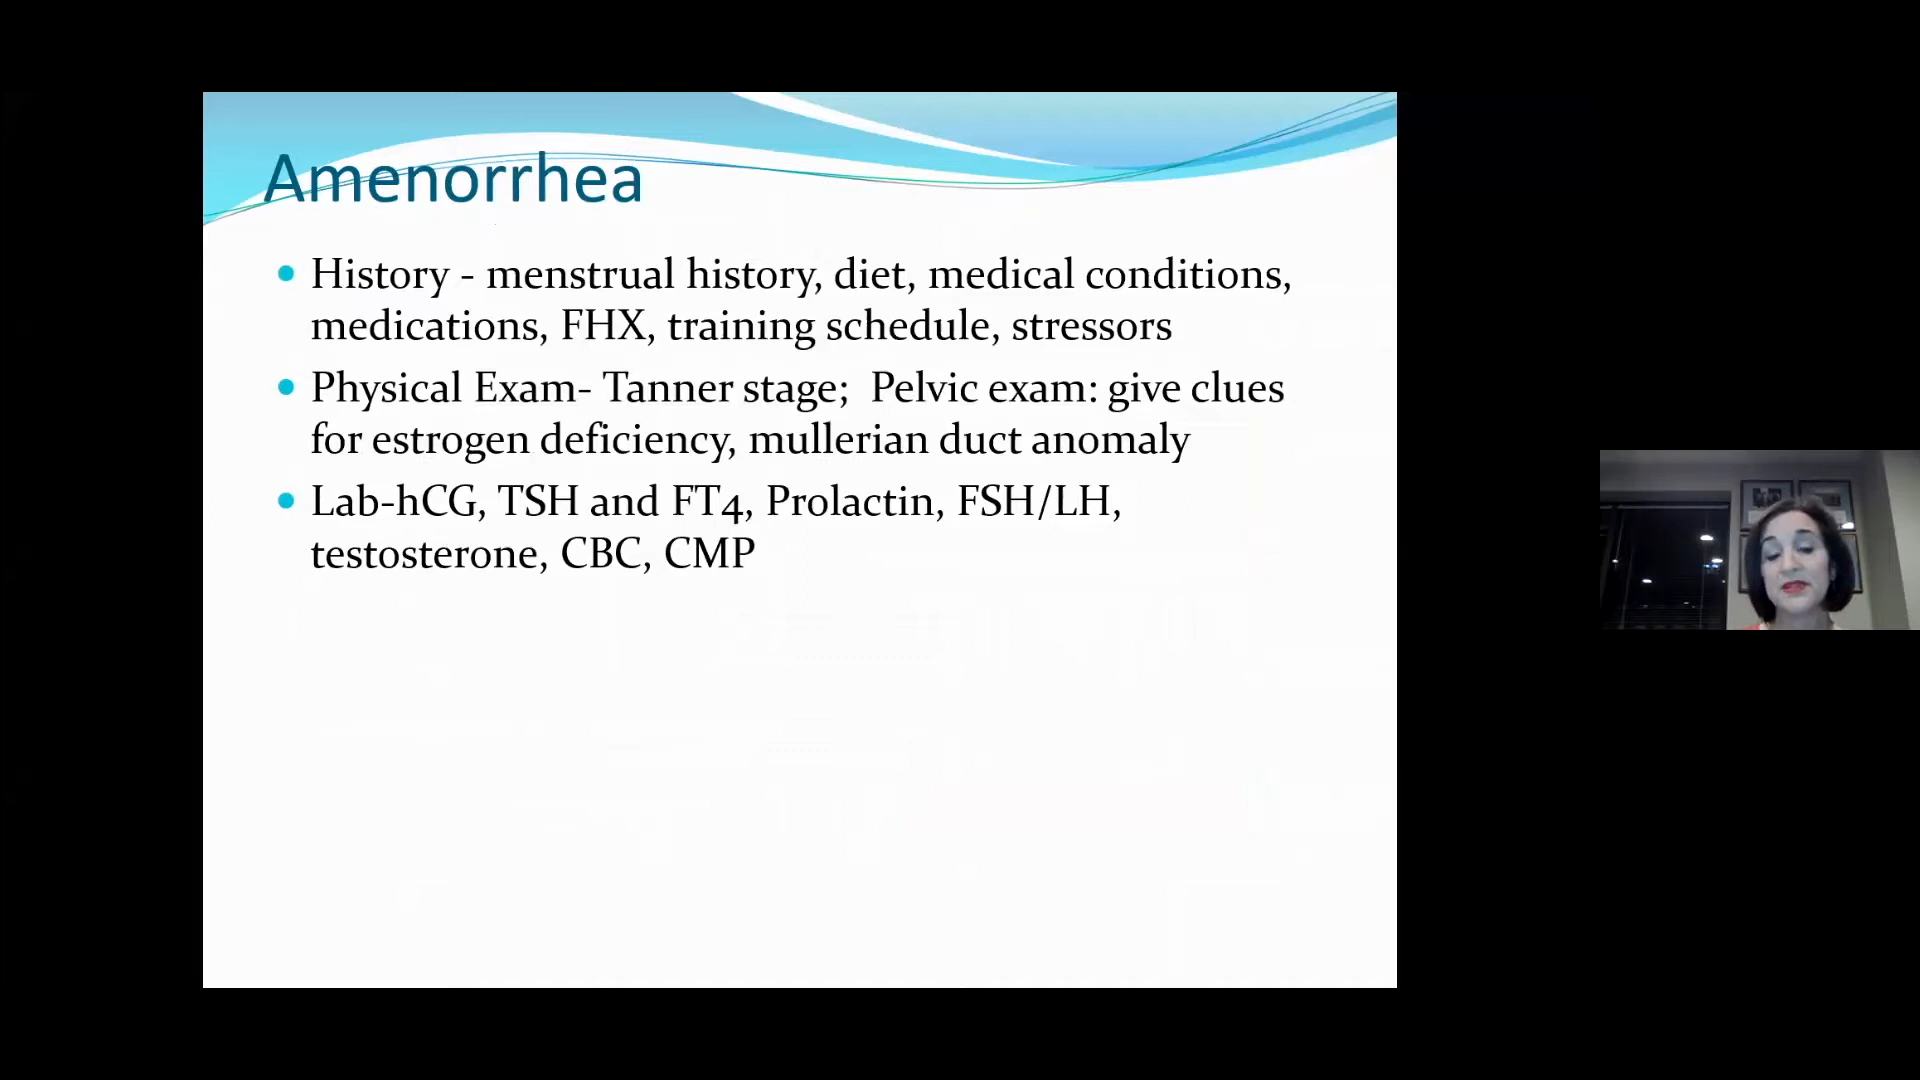 Amenorrhea
History - menstrual history, diet, medical conditions,
medications, FHX, training schedule, stressors
Physical Exam- Tanner stage;  Pelvic exam: give clues
for estrogen deficiency, mullerian duct anomaly
Lab-hCG, TSH and FT4, Prolactin, FSH/LH,
testosterone, CBC, CMP